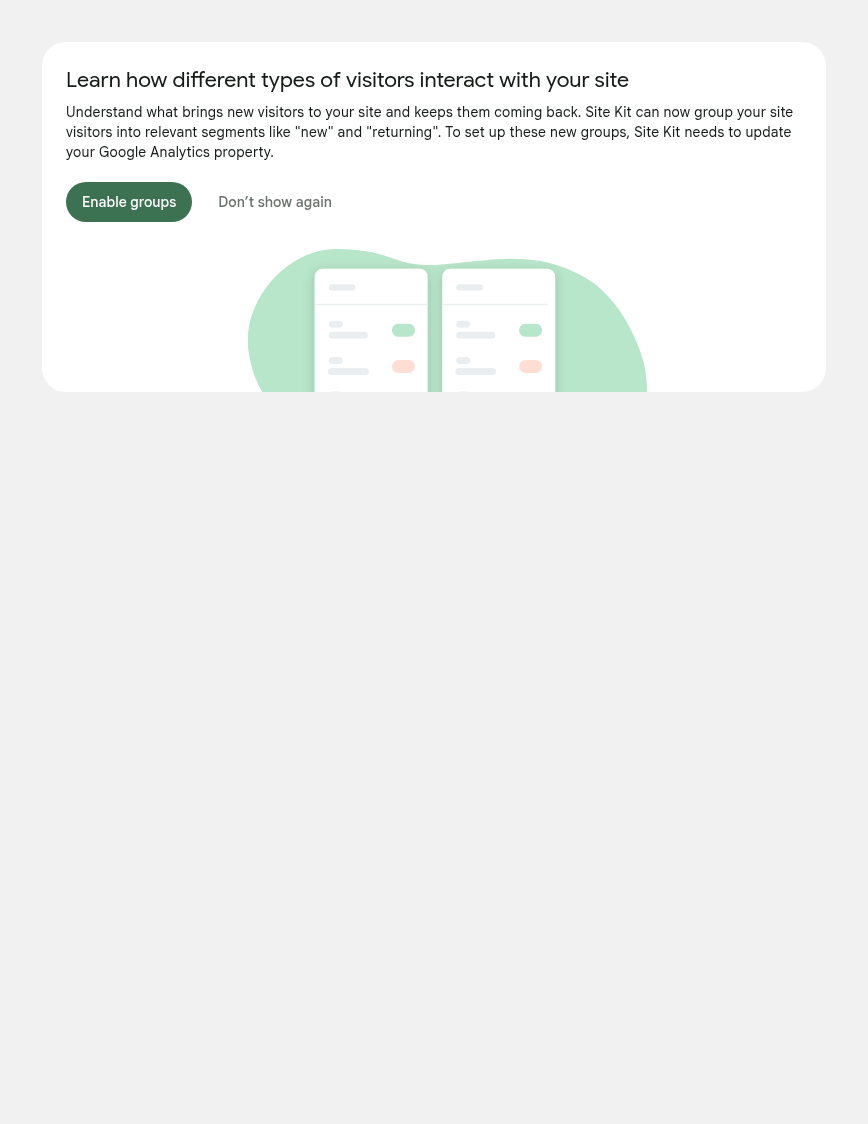 Learn how different types of visitors interact with your site
Understand what brings new visitors to your site and keeps them coming back. Site Kit can now group your site
visitors into relevant segments like "new" and "returning". To set up these new groups, Site Kit needs to update
your Google Analytics property.
Enable groups
Don’t show again